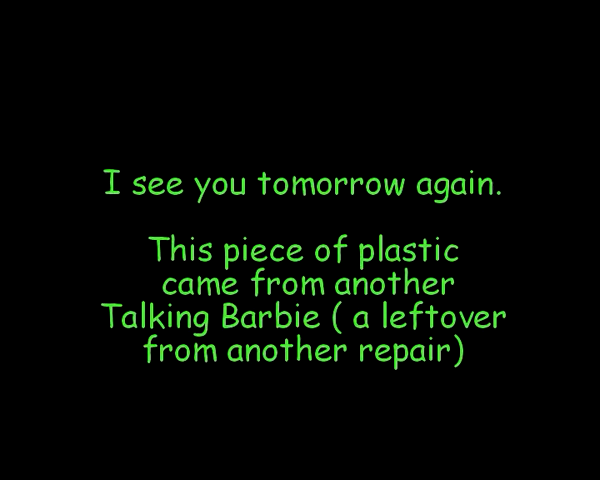 I see you tomorrow again.
This piece of plastic
came from another
Talking Barbie ( a leftover
from another repair)